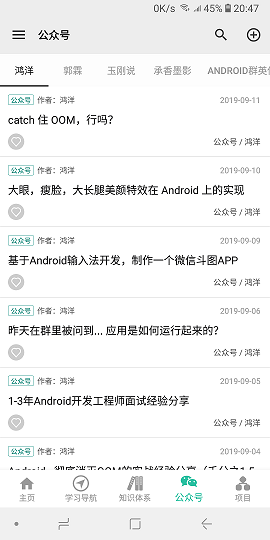 0K/s 45% 20:47
公众号
鸿洋 郭霖 玉刚说 承香墨影 ANDROID群英
公众号 作者：鸿洋 2019-09-11
catch 住 OOM，行吗？
公众号 / 鸿洋
公众号 作者：鸿洋 2019-09-10
大眼，瘦脸，大长腿美颜特效在 Android 上的实现
公众号 / 鸿洋
公众号 作者：鸿洋 2019-09-09
基于Android输入法开发，制作一个微信斗图APP
公众号 / 鸿洋
公众号 作者：鸿洋 2019-09-06
昨天在群里被问到... 应用是如何运行起来的？
公众号 / 鸿洋
公众号 作者：鸿洋 2019-09-05
1-3年Android开发工程师面试经验分享
公众号 / 鸿洋
公众号 作者：鸿洋 2019-09-04
主页 学习导航 知识体系 公众号 项目